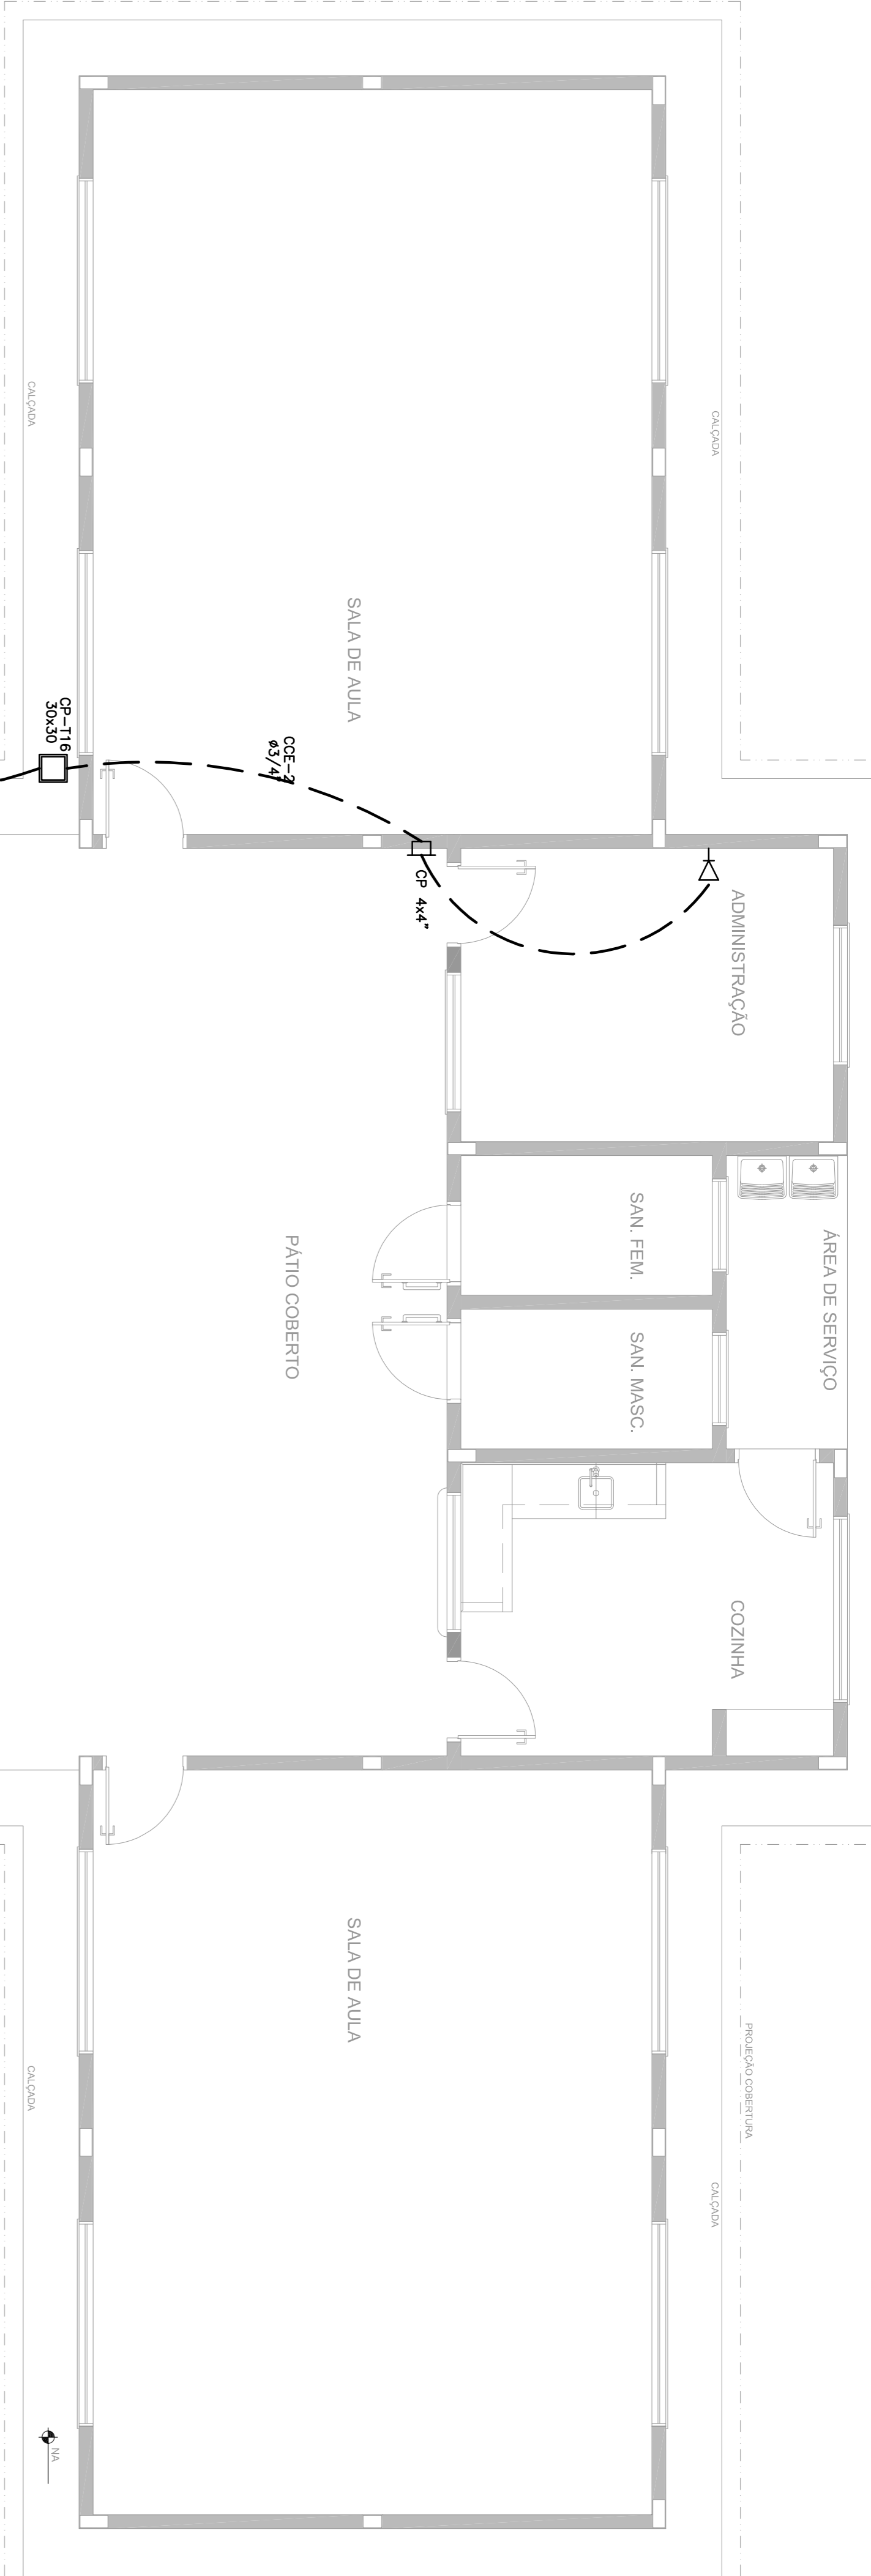 CALÇADA
CALÇADA
SALA DE AULA
CP-T16
30x30
CCE-2
ø3/4"
CP 4x4"
ADMINISTRAÇÃO
SAN. FEM.
ÁREA DE SERVIÇO
PÁTIO COBERTO
SAN. MASC.
COZINHA
SALA DE AULA
PROJEÇÃO COBERTURA
CALÇADA
CALÇADA
NA